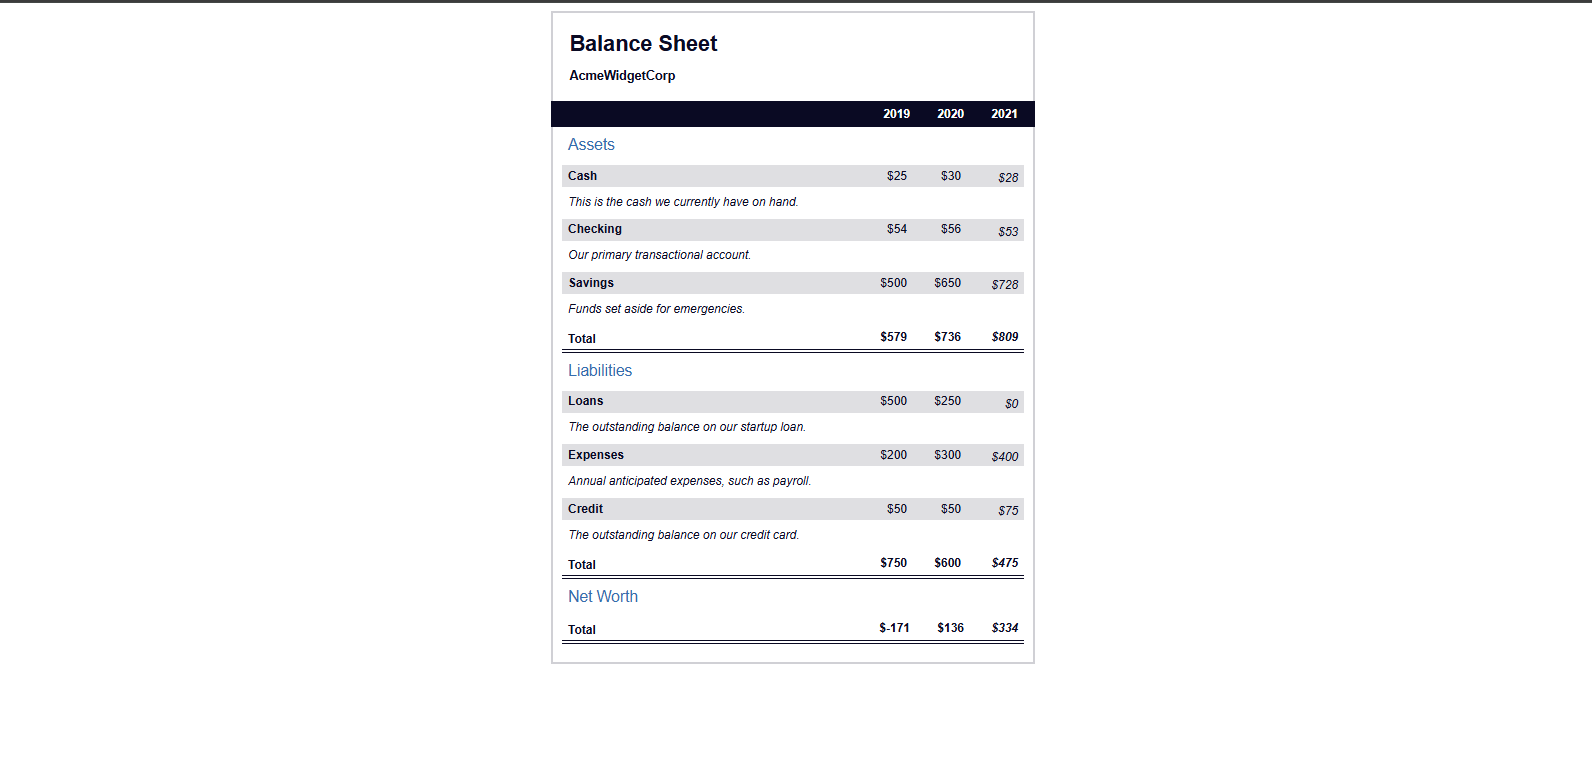 Balance Sheet
AcmeWidgetCorp
2019 2020 2021
Assets
Cash $25 $30 $28
This is the cash we currently have on hand.
Checking $54 $56 $53
Our primary transactional account.
Savings $500 $650 $728
Funds set aside for emergencies.
Total $579 $736 $809
Liabilities
Loans $500 $250 $0
The outstanding balance on our startup loan.
Expenses $200 $300 $400
Annual anticipated expenses, such as payroll.
Credit $50 $50 $75
The outstanding balance on our credit card.
Total $750 $600 $475
Net Worth
Total $-171 $136 $334